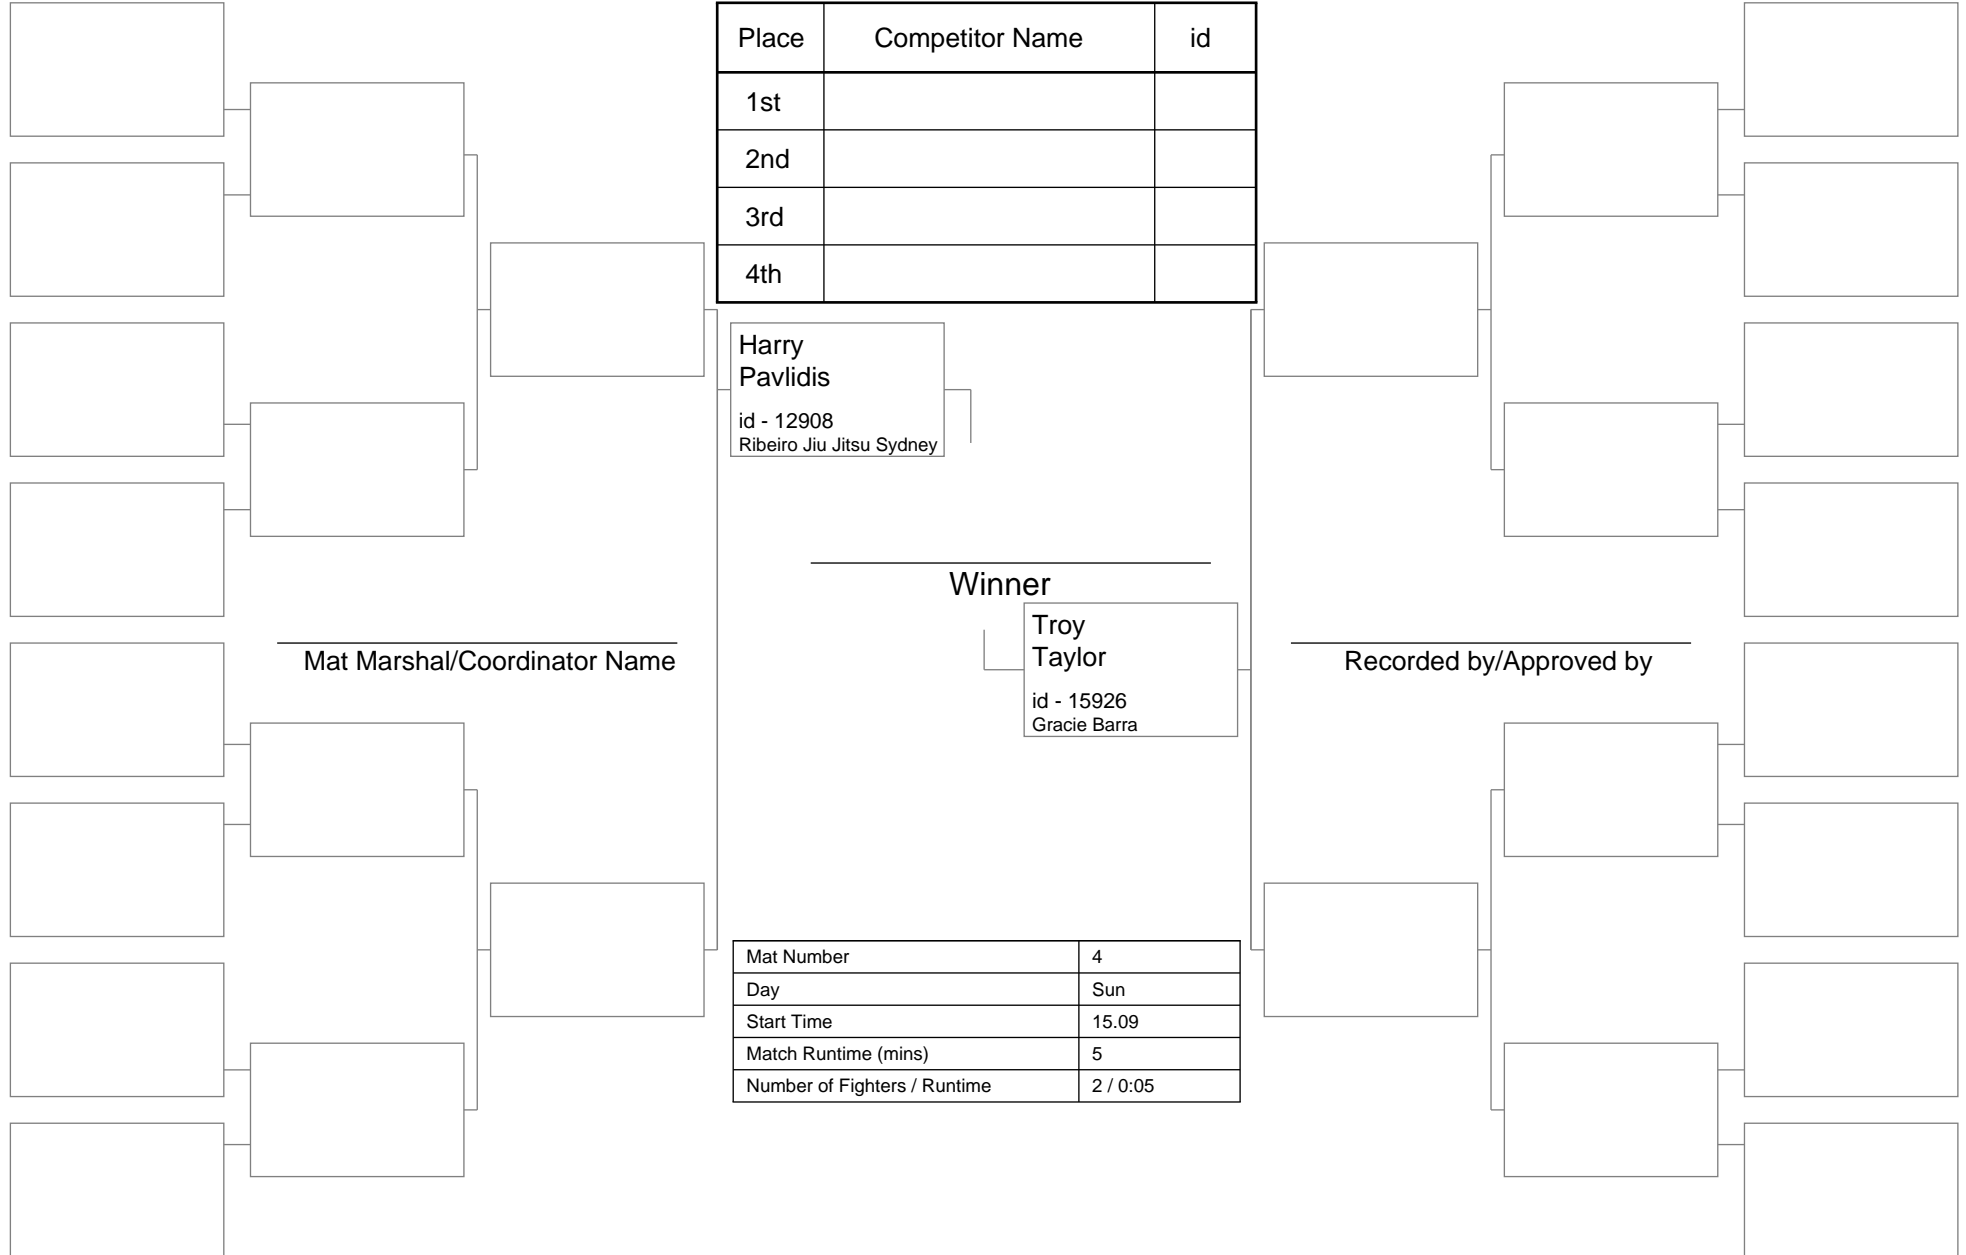 Place Competitor Name id
1st
2nd
3rd
4th
Harry
Pavlidis
id - 12908
Ribeiro Jiu Jitsu Sydney
Winner
Troy
Taylor
id - 15926
Gracie Barra
Mat Marshal/Coordinator Name
Recorded by/Approved by
Mat Number 4
Day Sun
Start Time 15.09
Match Runtime (mins) 5
Number of Fighters / Runtime 2 / 0:05